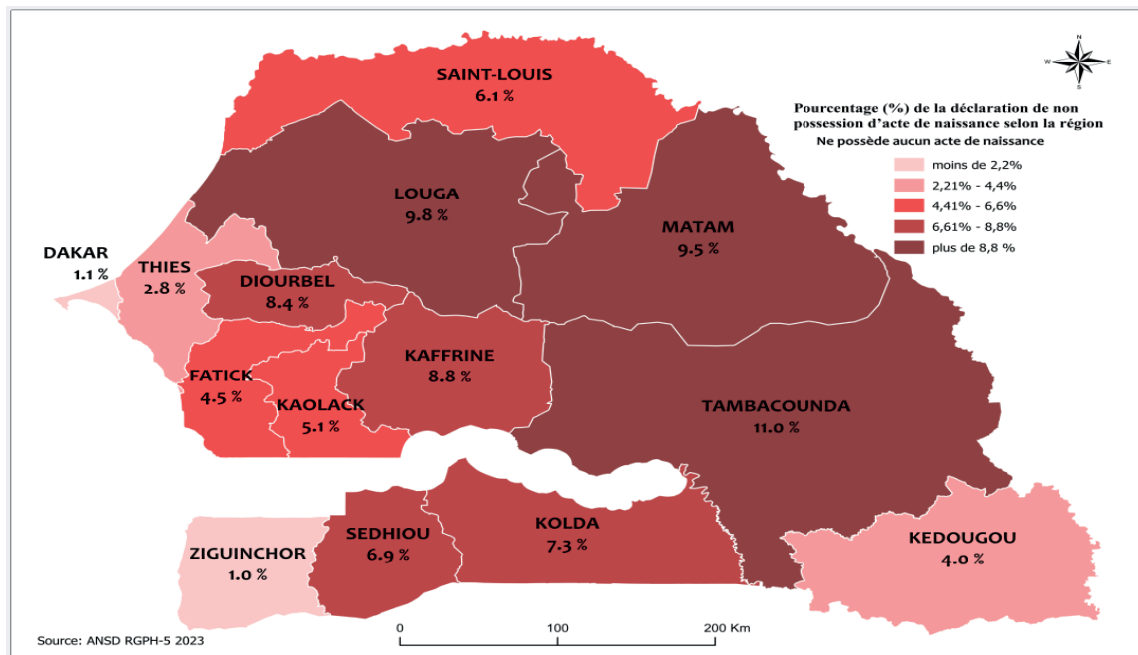 N
W
E
S
SAINT-LOUIS
6.1 %
Pourcentage (%) de la déclaration de non
possession d'acte de naissance selon la région
Ne possède aucun acte de naissance
moins de 2,2%
2,21% - 4,4%
4,41% - 6,6%
6,61% - 8,8%
plus de 8,8 %
LOUGA
9.8 %
MATAM
9.5 %
DAKAR
1.1 %
THIES
2.8 %
DIOURBEL
8.4 %
KAFFRINE
8.8 %
FATICK
4.5 %
KAOLACK
5.1 %
TAMBACOUNDA
11.0 %
KOLDA
7.3 %
SEDHIOU
6.9 %
ZIGUINCHOR
1.0 %
KEDOUGOU
4.0 %
Source: ANSD RGPH-5 2023
0
100
200 Km